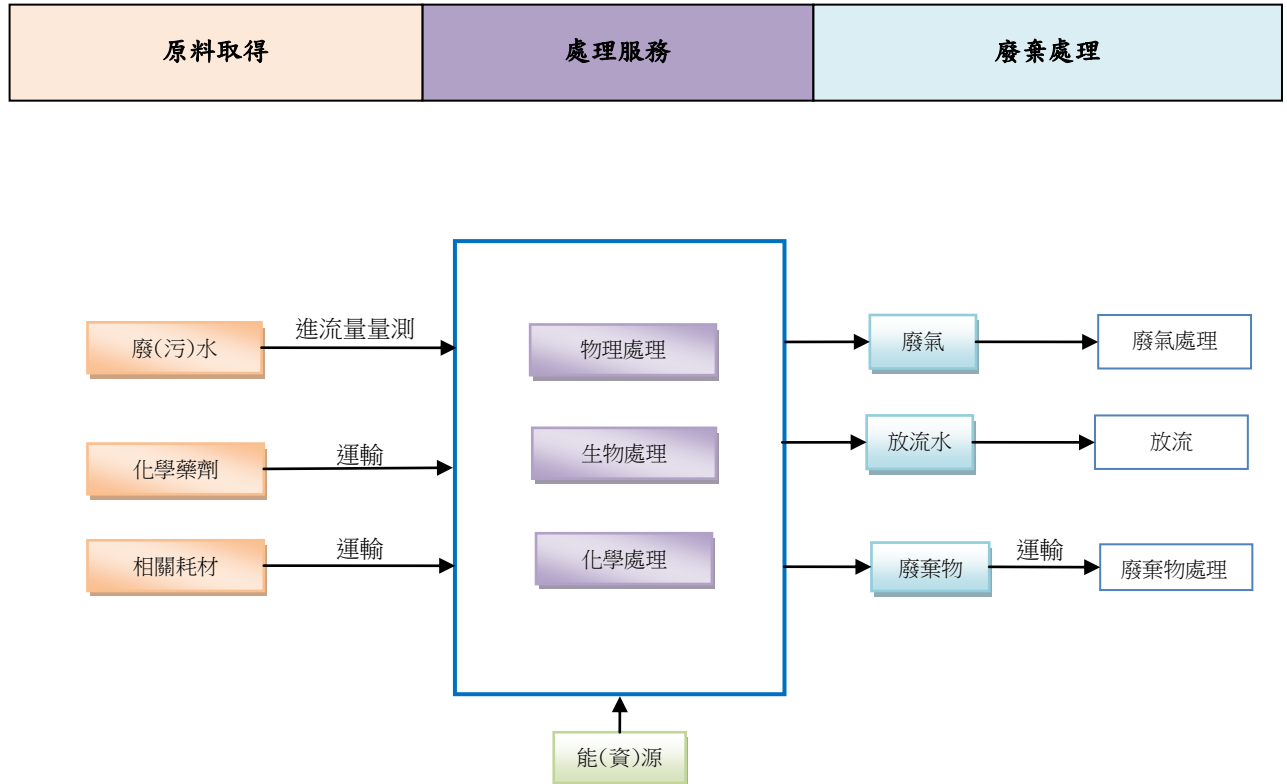 原料取得
處理服務
廢棄處理
廢(污)水
進流量量測
物理處理
廢氣
廢氣處理
化學藥劑
運輸
生物處理
放流水
放流
相關耗材
運輸
化學處理
廢棄物
運輸
廢棄物處理
能(資)源